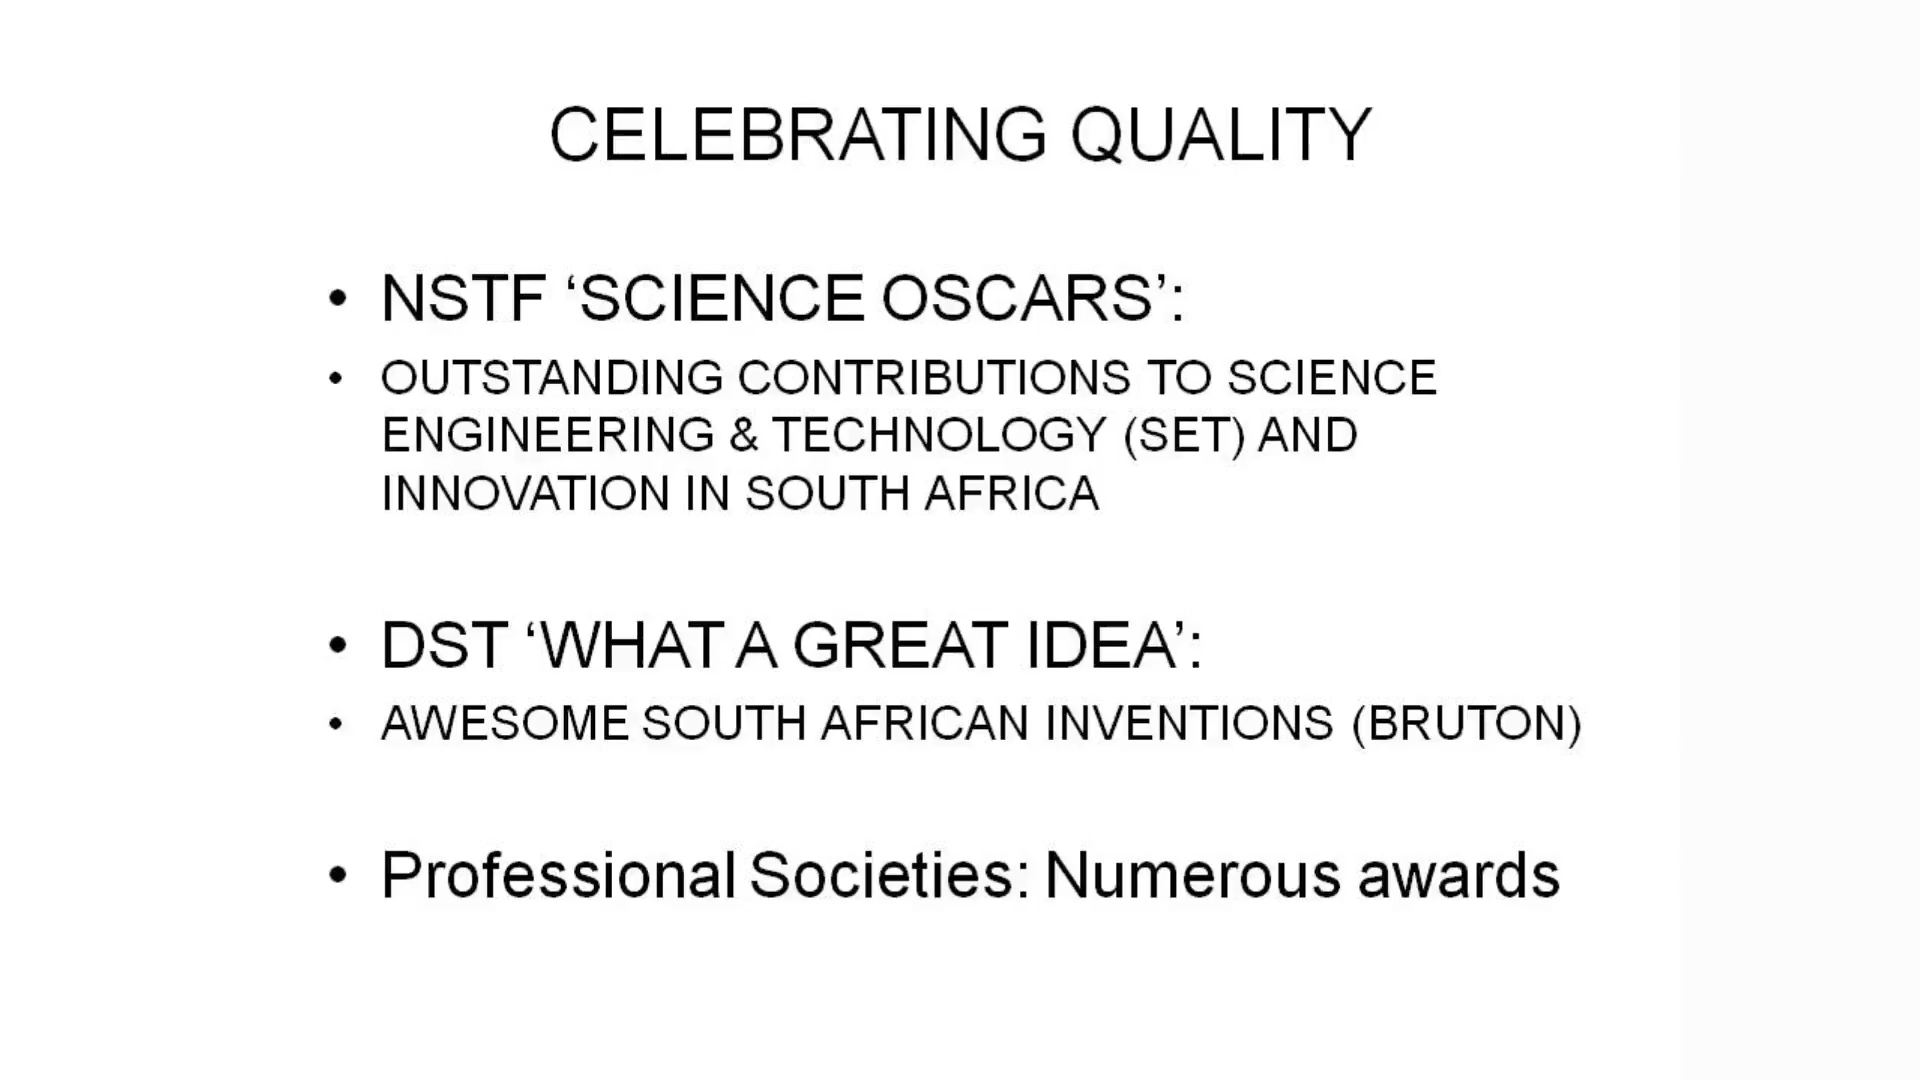 CELEBRATING QUALITY
• NSTF ‘SCIENCE OSCARS’:
• OUTSTANDING CONTRIBUTIONS TO SCIENCE
ENGINEERING & TECHNOLOGY (SET) AND
INNOVATION IN SOUTH AFRICA
• DST ‘WHAT A GREAT IDEA’:
• AWESOME SOUTH AFRICAN INVENTIONS (BRUTON)
• Professional Societies: Numerous awards